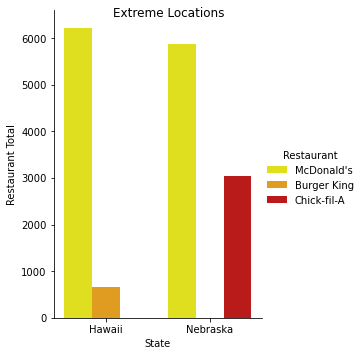 Extreme Locations
6000
5000
4000
3000
2000
1000
0
Restaurant Total
Hawaii
Nebraska
State
Restaurant
McDonald's
Burger King
Chick-fil-A